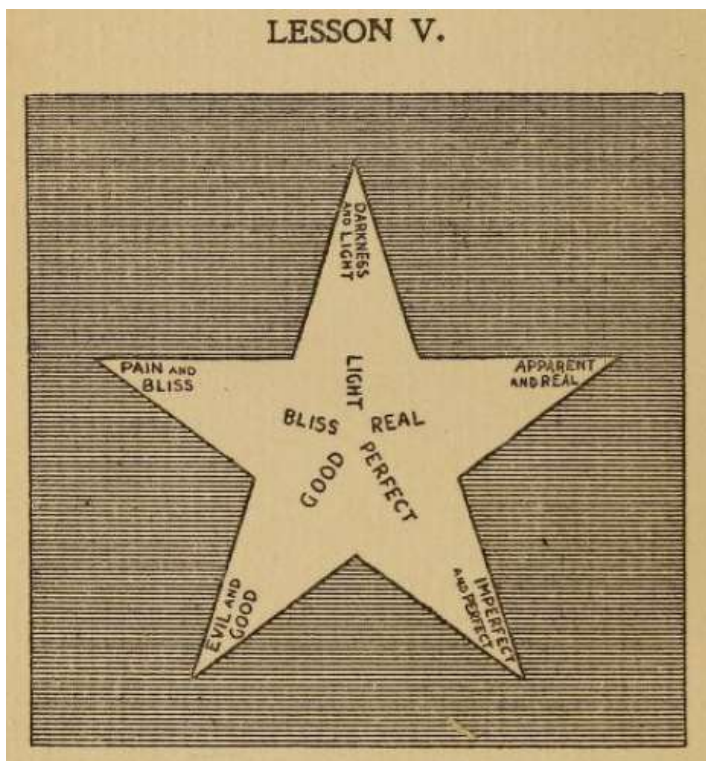 LESSON V.
DARKNESS
AND LIGHT
PAIN AND
BLISS
APPARENT
AND REAL
LIGHT
BLISS
REAL
GOOD
PERFECT
EVIL AND
GOOD
IMPERFECT
AND PERFECT